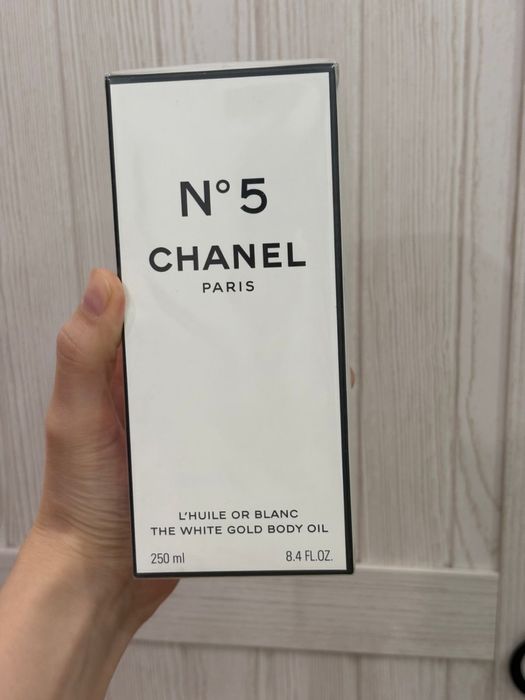 N°5
CHANEL
PARIS
L'HUILE OR BLANC
THE WHITE GOLD BODY OIL
250 ml 8.4 FL.OZ.